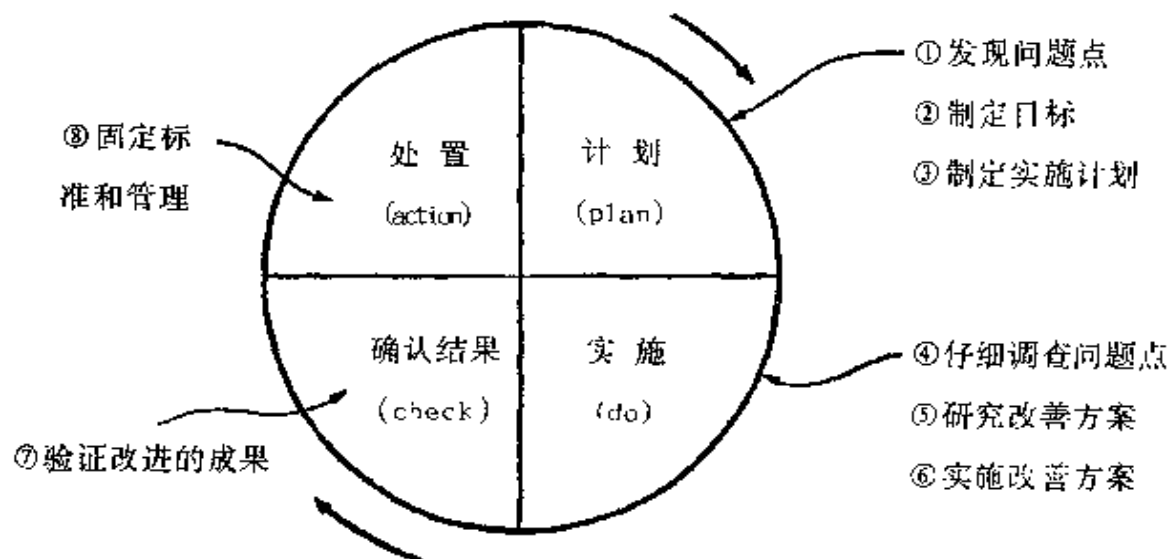 ①发现问题点
②制定目标
③制定实施计划
⑧固定标
准和管理
处置
(action)
计划
(plan)
确认结果
(check)
实施
(do)
④仔细调查问题点
⑤研究改善方案
⑥实施改善方案
⑦验证改进的成果